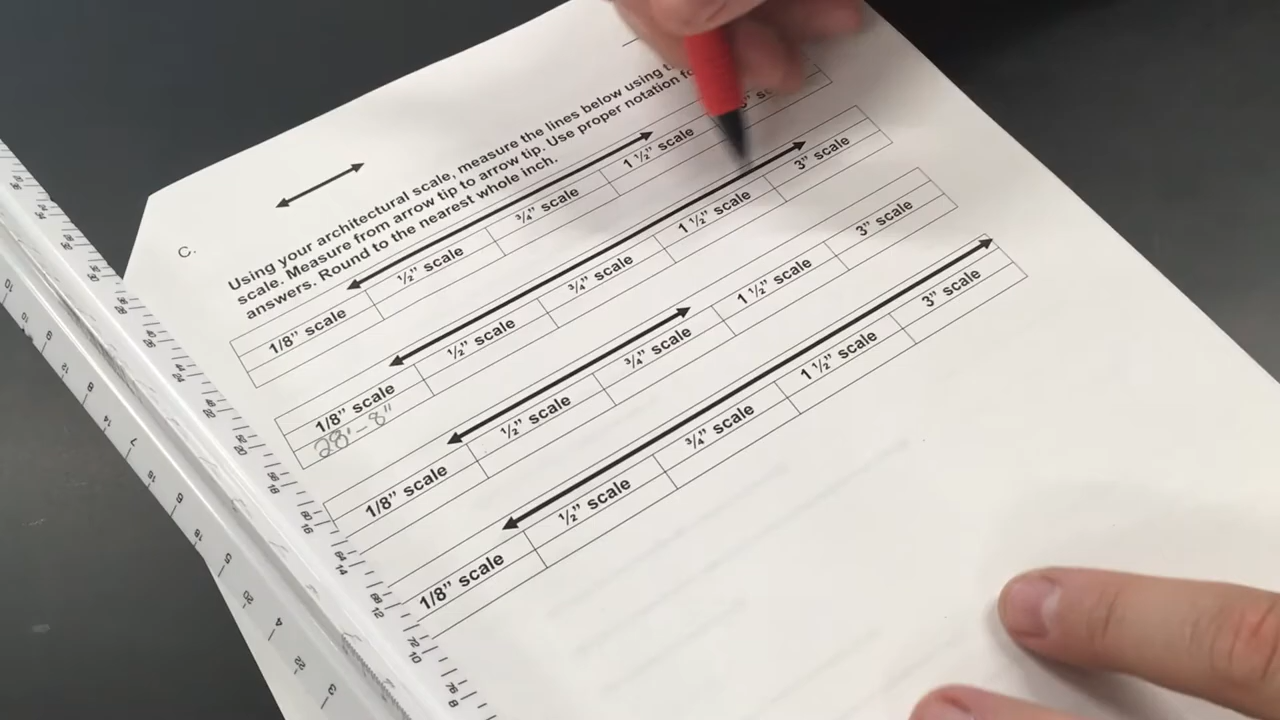 C.
Using your architectural scale, measure the lines below using t
scale. Measure from arrow tip to arrow tip. Use proper notation fo
answers. Round to the nearest whole inch.
1/8” scale ½” scale ¾” scale 1 ½” scale
1/8” scale ½” scale ¾” scale 1 ½” scale 3” scale
28'-8"
1/8” scale ½” scale ¾” scale 1 ½” scale 3” scale
1/8” scale ½” scale ¾” scale 1 ½” scale 3” scale